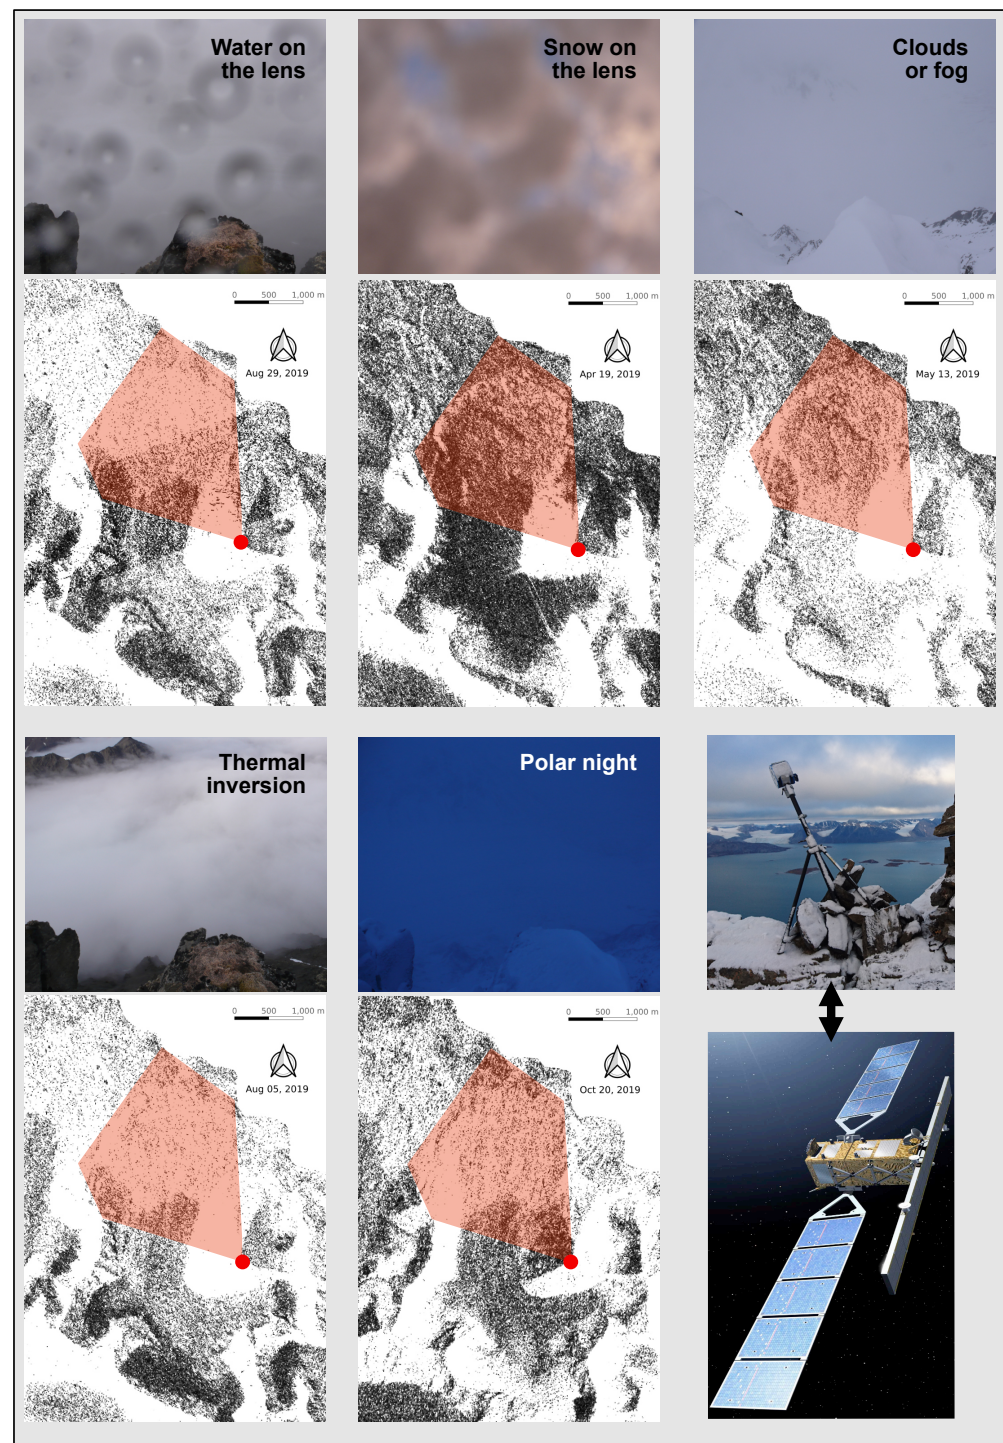 Water on
the lens
Snow on
the lens
Clouds
or fog
0 500 1,000 m
Aug 29, 2019
0 500 1,000 m
Apr 19, 2019
0 500 1,000 m
May 13, 2019
Thermal
inversion
Polar night
0 500 1,000 m
Aug 05, 2019
0 500 1,000 m
Oct 20, 2019